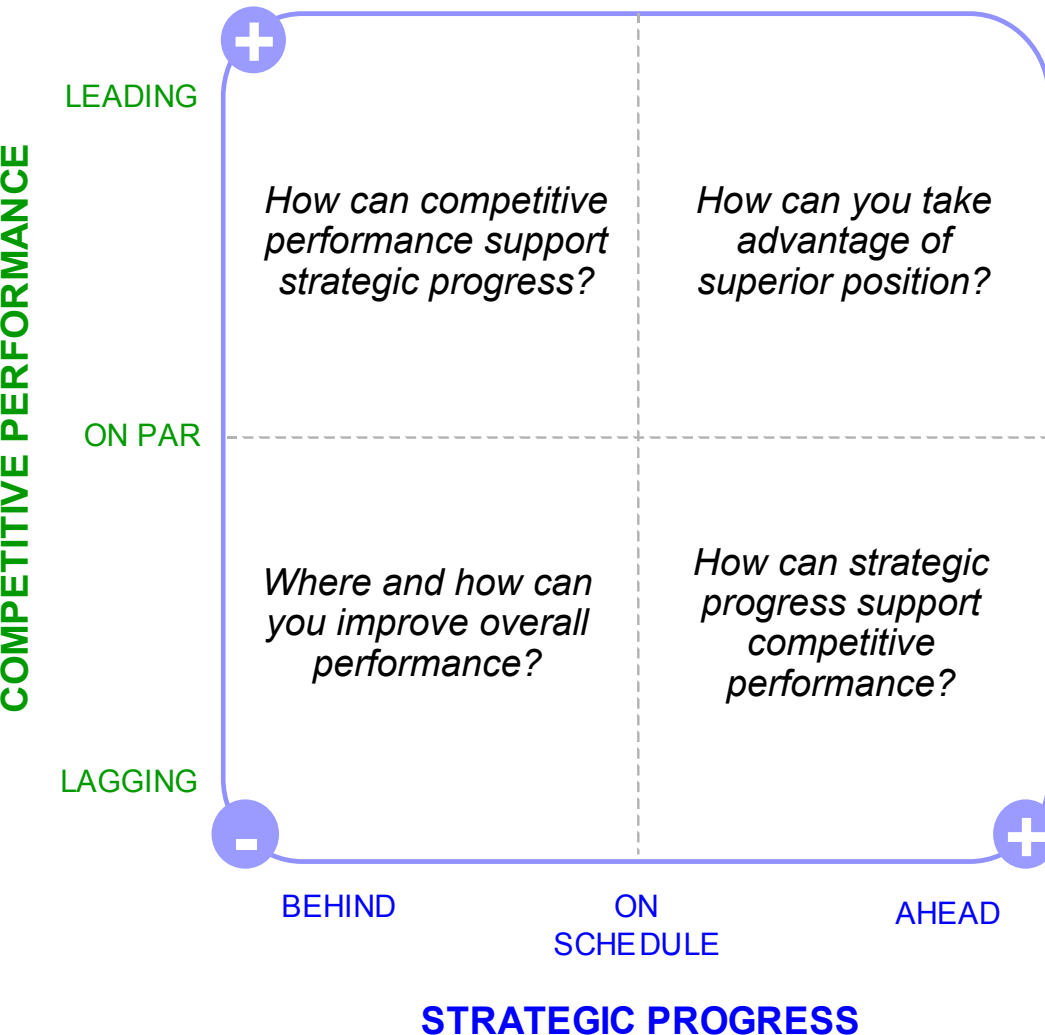 +
LEADING
COMPETITIVE PERFORMANCE
How can competitive
performance support
strategic progress?
How can you take
advantage of
superior position?
ON PAR
Where and how can
you improve overall
performance?
How can strategic
progress support
competitive
performance?
LAGGING
-
+
BEHIND
ON
SCHEDULE
AHEAD
STRATEGIC PROGRESS